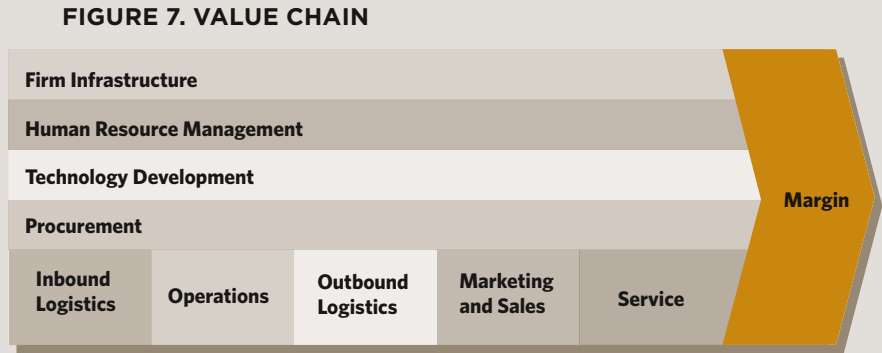 FIGURE 7. VALUE CHAIN
Firm Infrastructure
Human Resource Management
Technology Development
Procurement
Margin
Inbound
Logistics
Operations
Outbound
Logistics
Marketing
and Sales
Service